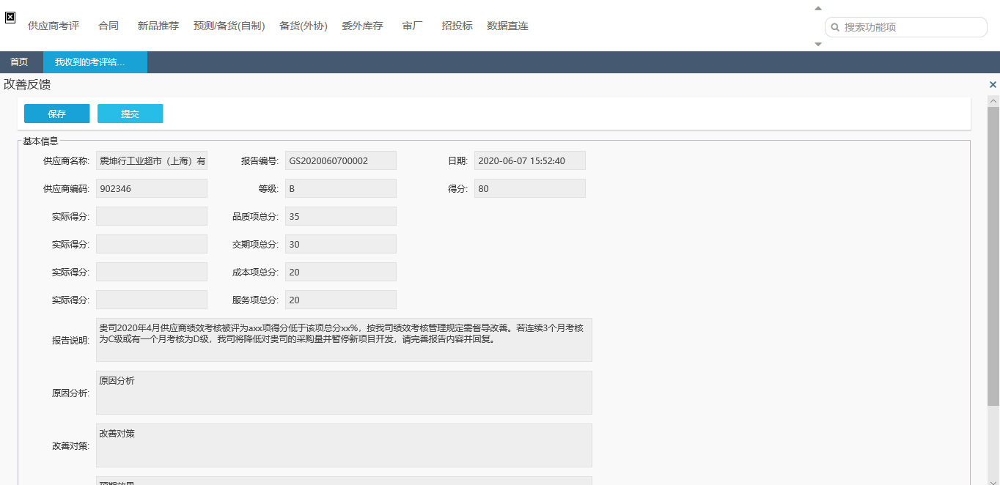 供应商考评 合同 新品推荐 预测/备货(自制) 备货(外协) 委外库存 审厂 招投标 数据直连 搜索功能项
首页 我收到的考评结...
改善反馈
保存 提交
基本信息
供应商名称: 震坤行工业超市（上海）有 报告编号: GS2020060700002 日期: 2020-06-07 15:52:40
供应商编码: 902346 等级: B 得分: 80
实际得分: 品质项总分: 35
实际得分: 交期项总分: 30
实际得分: 成本项总分: 20
实际得分: 服务项总分: 20
报告说明: 贵司2020年4月供应商绩效考核被评为axx项得分低于该项总分xx%，按我司绩效考核管理规定需督导改善。若连续3个月考核
为C级或有一个月考核为D级，我司将降低对贵司的采购量并暂停新项目开发，请完善报告内容并回复。
原因分析: 原因分析
改善对策: 改善对策
预期效果